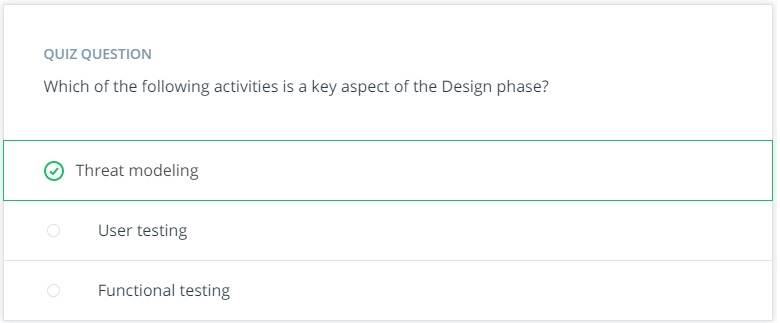 QUIZ QUESTION
Which of the following activities is a key aspect of the Design phase?
Threat modeling
User testing
Functional testing